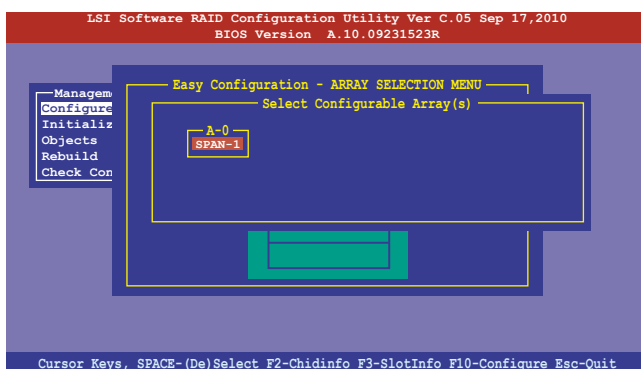 LSI Software RAID Configuration Utility Ver C.05 Sep 17,2010
BIOS Version A.10.09231523R
Easy Configuration - ARRAY SELECTION MENU
Select Configurable Array(s)
Managem
Configure
Initializ
Objects
Rebuild
Check Con
A-0
SPAN-1
Cursor Keys, SPACE-(De)Select F2-Chidinfo F3-SlotInfo F10-Configure Esc-Quit